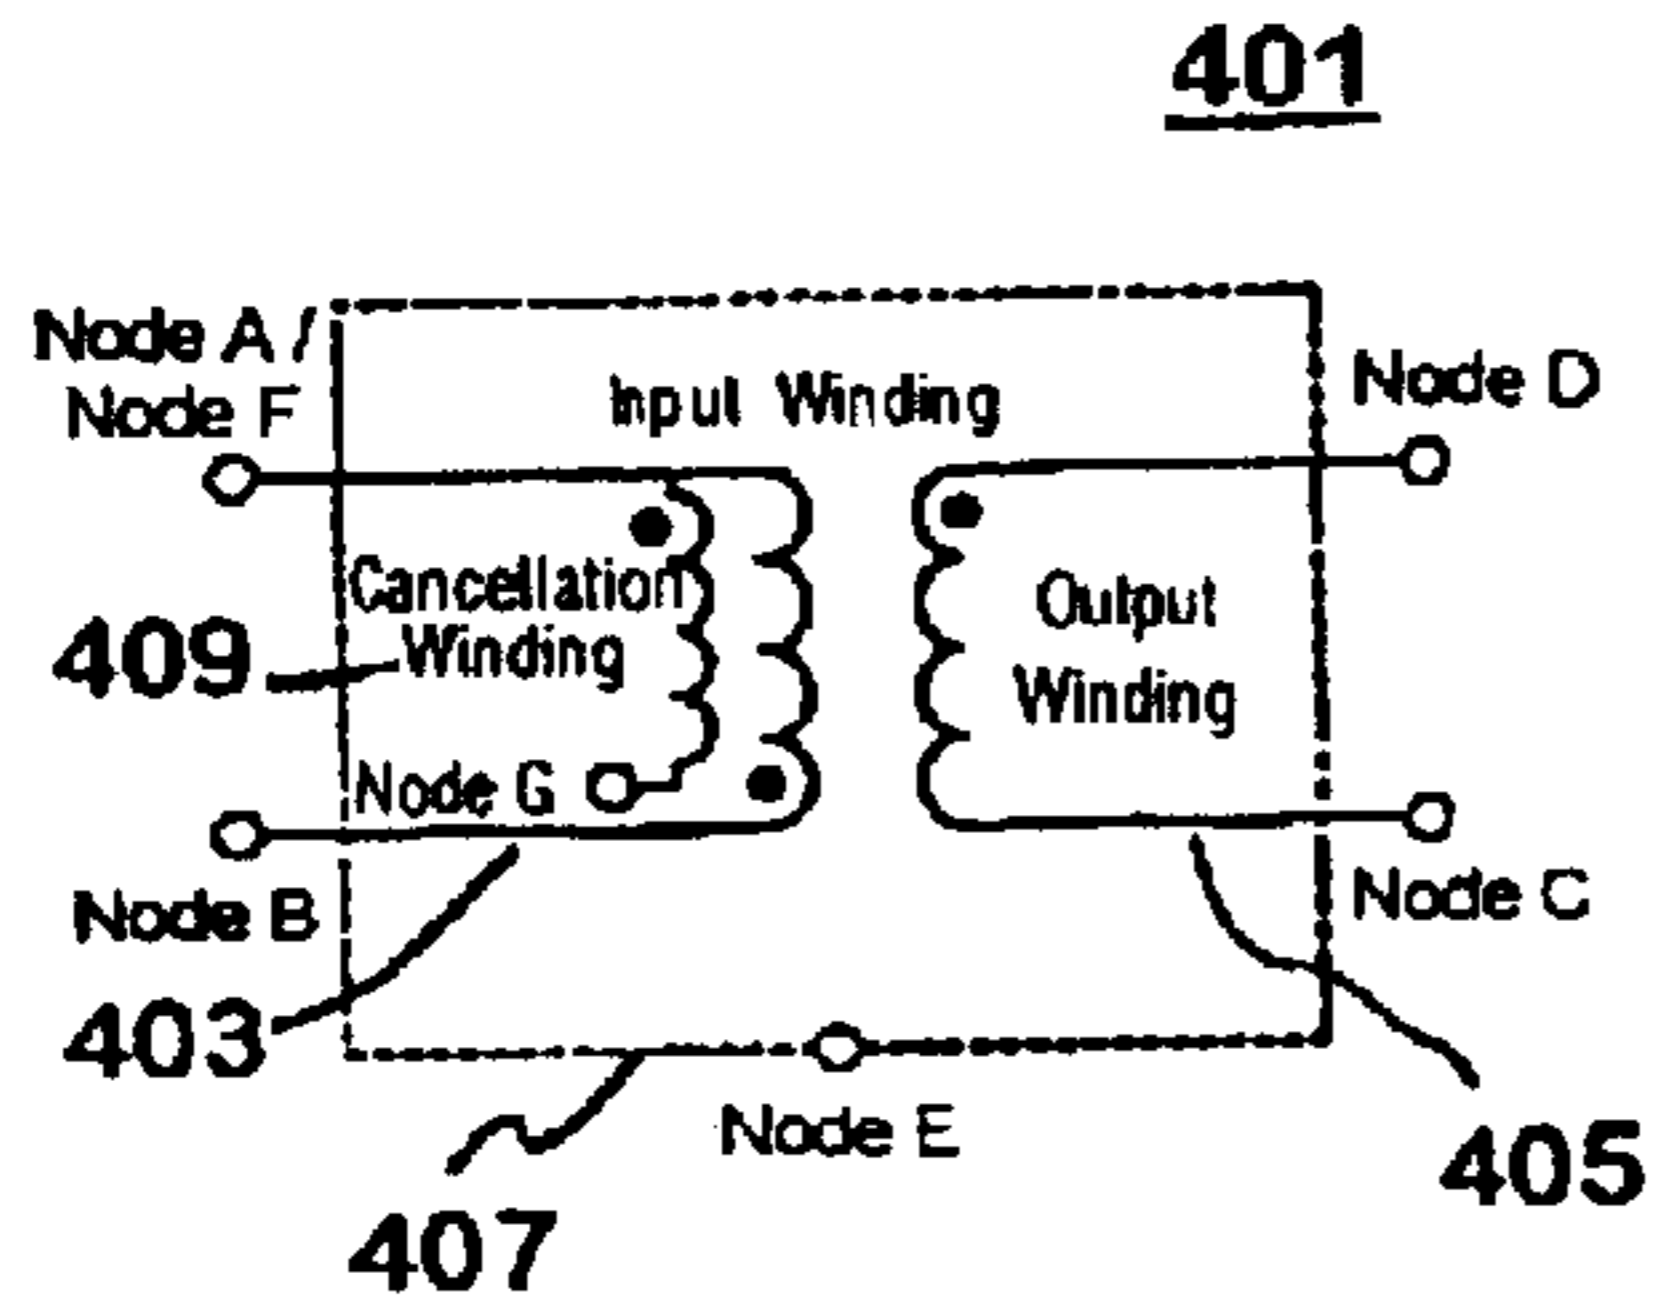 401
Node A /
Node F
Input Winding
Node D
Cancellation
Winding
409
Output
Winding
Node G
Node B
Node C
403
Node E
405
407